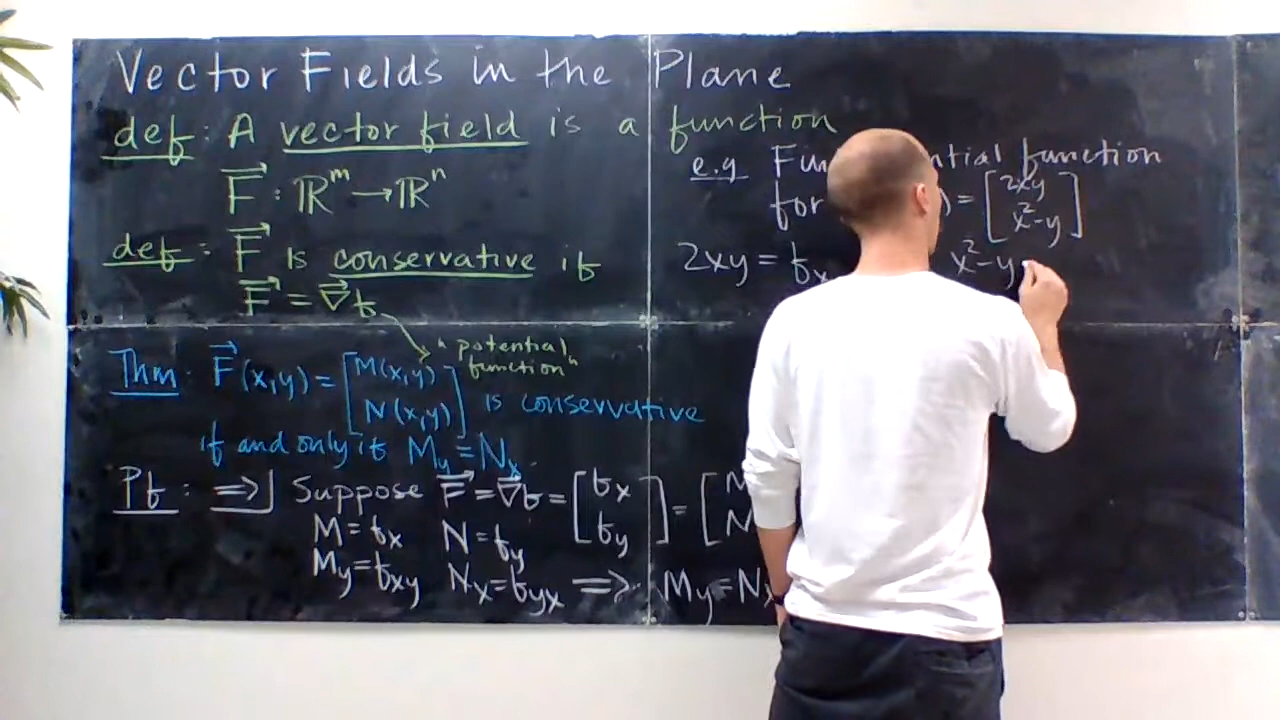 Vector Fields in the Plane
def: A vector field is a function
F⃗ : ℝᵐ → ℝⁿ
def: F⃗ is conservative if
F⃗ = ∇⃗f
"potential function"
Thm: F⃗(x,y) = [M(x,y) N(x,y)] is conservative
if and only if M_y = N_x
Pf: ⇒] Suppose F⃗ = ∇⃗f = [f_x f_y] = [M N
M = f_x N = f_y
M_y = f_xy N_x = f_yx ⇒ M_y = N_x
e.g. function
for ) = [2xy x²-y]
2xy = f_x x²-y